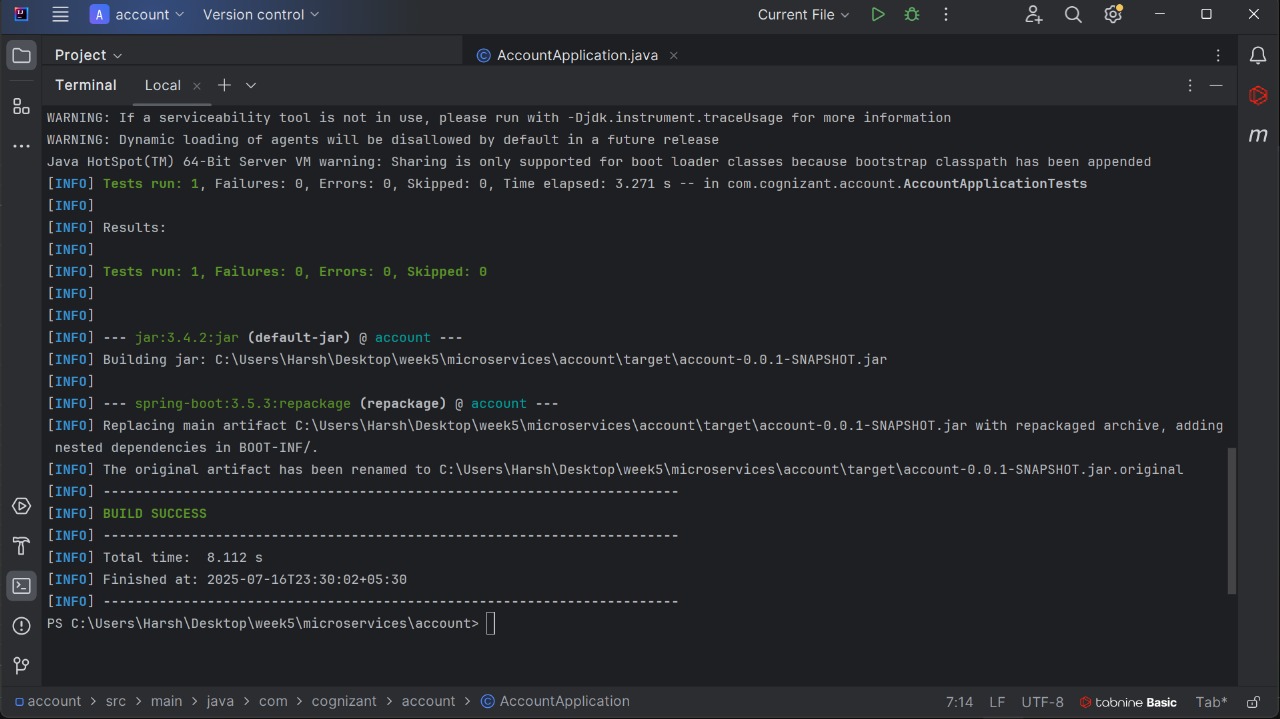 A account Version control Current File
Project AccountApplication.java
Terminal Local
WARNING: If a serviceability tool is not in use, please run with -Djdk.instrument.traceUsage for more information
WARNING: Dynamic loading of agents will be disallowed by default in a future release
Java HotSpot(TM) 64-Bit Server VM warning: Sharing is only supported for boot loader classes because bootstrap classpath has been appended
[INFO] Tests run: 1, Failures: 0, Errors: 0, Skipped: 0, Time elapsed: 3.271 s -- in com.cognizant.account.AccountApplicationTests
[INFO]
[INFO] Results:
[INFO]
[INFO] Tests run: 1, Failures: 0, Errors: 0, Skipped: 0
[INFO]
[INFO]
[INFO] --- jar:3.4.2:jar (default-jar) @ account ---
[INFO] Building jar: C:\Users\Harsh\Desktop\week5\microservices\account\target\account-0.0.1-SNAPSHOT.jar
[INFO]
[INFO] --- spring-boot:3.5.3:repackage (repackage) @ account ---
[INFO] Replacing main artifact C:\Users\Harsh\Desktop\week5\microservices\account\target\account-0.0.1-SNAPSHOT.jar with repackaged archive, adding
nested dependencies in BOOT-INF/.
[INFO] The original artifact has been renamed to C:\Users\Harsh\Desktop\week5\microservices\account\target\account-0.0.1-SNAPSHOT.jar.original
[INFO] ------------------------------------------------------------------------
[INFO] BUILD SUCCESS
[INFO] ------------------------------------------------------------------------
[INFO] Total time:  8.112 s
[INFO] Finished at: 2025-07-16T23:30:02+05:30
[INFO] ------------------------------------------------------------------------
PS C:\Users\Harsh\Desktop\week5\microservices\account>
account > src > main > java > com > cognizant > account > AccountApplication 7:14 LF UTF-8 tabnine Basic Tab*